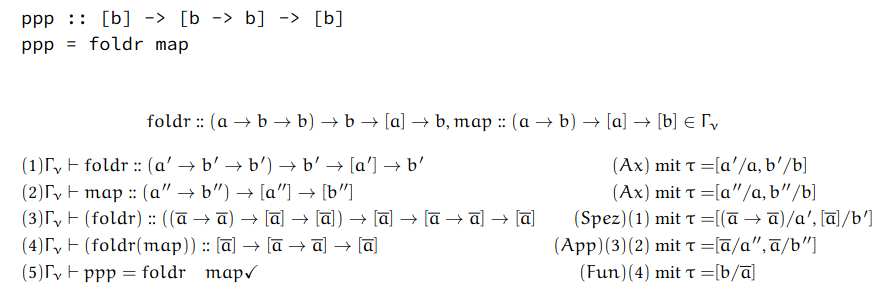 ppp :: [b] -> [b -> b] -> [b]
ppp = foldr map
foldr :: (a → b → b) → b → [a] → b, map :: (a → b) → [a] → [b] ∈ Γᵥ
(1)Γᵥ ⊢ foldr :: (a′ → b′ → b′) → b′ → [a′] → b′ (Ax) mit τ =[a′/a, b′/b]
(2)Γᵥ ⊢ map :: (a″ → b″) → [a″] → [b″] (Ax) mit τ =[a″/a, b″/b]
(3)Γᵥ ⊢ (foldr) :: ((a̅ → a̅) → [a̅] → [a̅]) → [a̅] → [a̅ → a̅] → [a̅] (Spez)(1) mit τ =[(a̅ → a̅)/a′, [a̅]/b′]
(4)Γᵥ ⊢ (foldr(map)) :: [a̅] → [a̅ → a̅] → [a̅] (App)(3)(2) mit τ =[a̅/a″, a̅/b″]
(5)Γᵥ ⊢ ppp = foldr map✓ (Fun)(4) mit τ =[b/a̅]